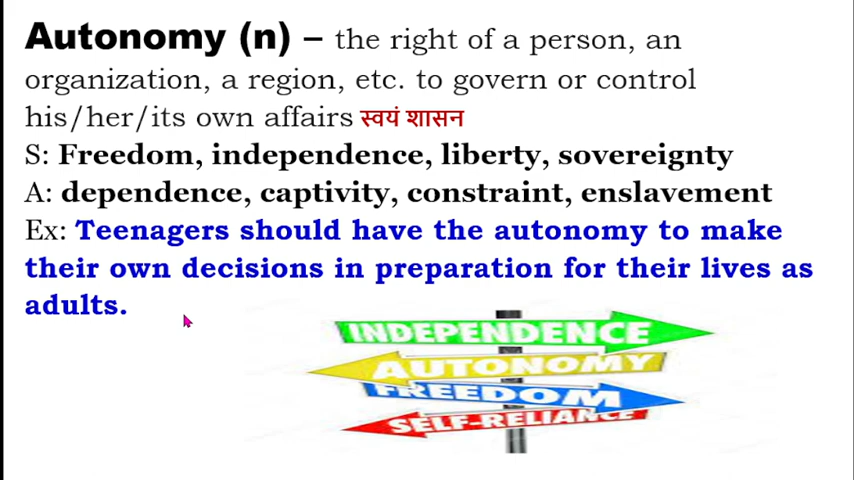 Autonomy (n) – the right of a person, an
organization, a region, etc. to govern or control
his/her/its own affairs स्वयं शासन
S: Freedom, independence, liberty, sovereignty
A: dependence, captivity, constraint, enslavement
Ex: Teenagers should have the autonomy to make
their own decisions in preparation for their lives as
adults.
INDEPENDENCE
AUTONOMY
FREEDOM
SELF-RELIANCE